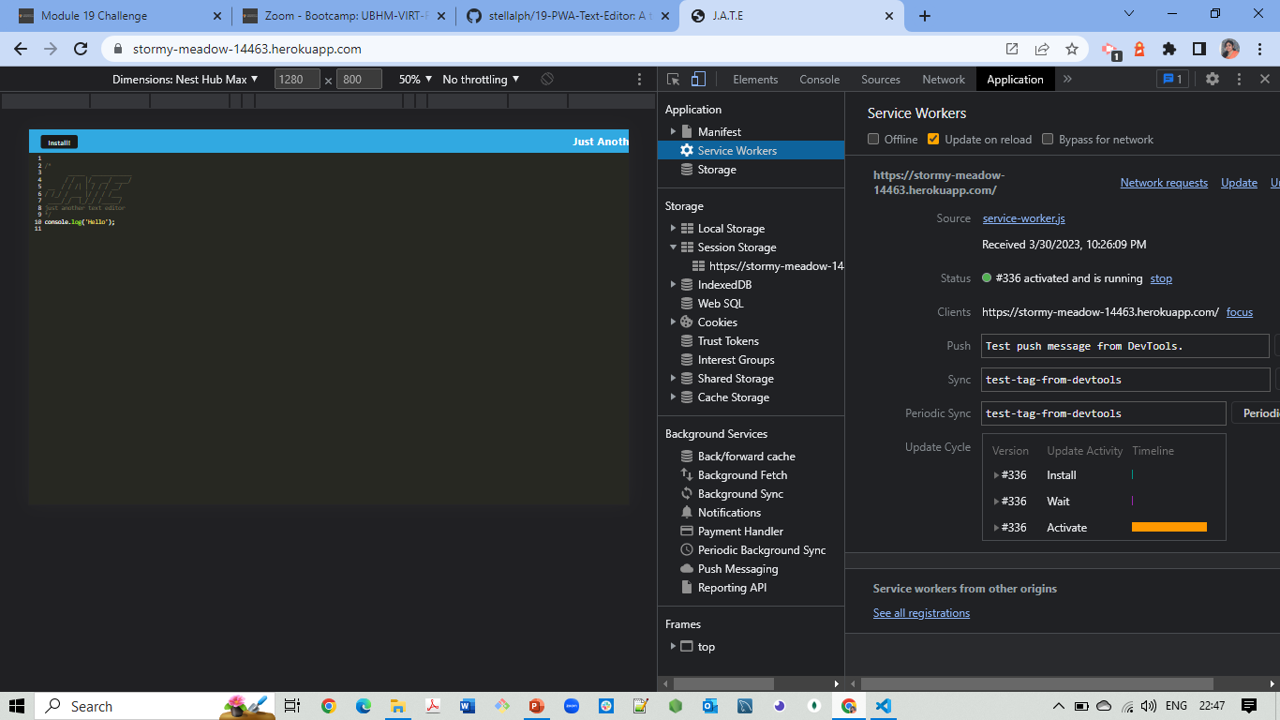 Module 19 Challenge
Zoom - Bootcamp: UBHM-VIRT-F
stellalph/19-PWA-Text-Editor: A t
J.A.T.E
stormy-meadow-14463.herokuapp.com
1
Dimensions: Nest Hub Max
1280
×
800
50%
No throttling
Elements
Console
Sources
Network
Application
1
Install!
Just Anoth
1
2 /*
3
4
5
6
7
8 just another text editor
9 */
10 console.log('Hello');
11
Application
Manifest
Service Workers
Storage
Storage
Local Storage
Session Storage
https://stormy-meadow-14
IndexedDB
Web SQL
Cookies
Trust Tokens
Interest Groups
Shared Storage
Cache Storage
Background Services
Back/forward cache
Background Fetch
Background Sync
Notifications
Payment Handler
Periodic Background Sync
Push Messaging
Reporting API
Frames
top
Service Workers
Offline
Update on reload
Bypass for network
https://stormy-meadow-
14463.herokuapp.com/
Network requests
Update
Source
service-worker.js
Received 3/30/2023, 10:26:09 PM
Status
#336 activated and is running
stop
Clients
https://stormy-meadow-14463.herokuapp.com/
focus
Push
Test push message from DevTools.
Sync
test-tag-from-devtools
Periodic Sync
test-tag-from-devtools
Periodi
Update Cycle
Version
Update Activity
Timeline
#336
Install
#336
Wait
#336
Activate
Service workers from other origins
See all registrations
Search
ENG
22:47